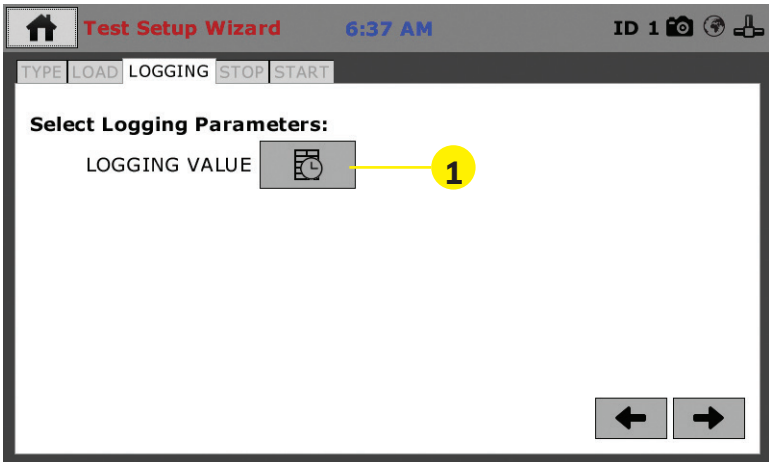 Test Setup Wizard 6:37 AM ID 1
TYPE LOAD LOGGING STOP START
Select Logging Parameters:
LOGGING VALUE 1